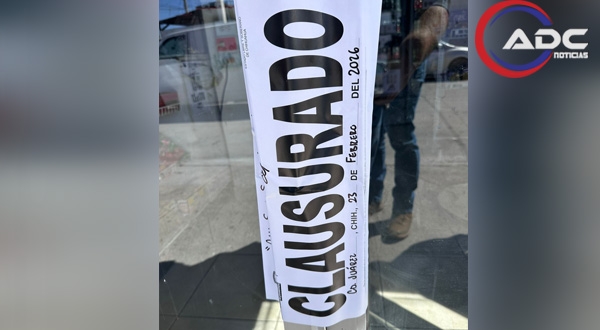 CLAUSURADO
Cd. JUÁREZ, CHIH., 23 DE FEBRERO DEL 2026
ADC
NOTICIAS